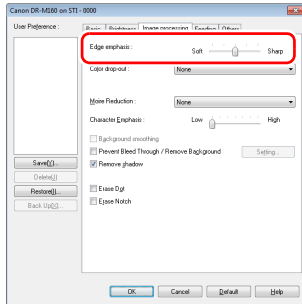 Canon DR-M160 on STI - 0000
User Preference :
Basic Brightness Image processing Feeding Others
Edge emphasis :
Soft Sharp
Color drop-out :
None
Moire Reduction :
None
Character Emphasis :
Low High
Background smoothing
Prevent Bleed Through / Remove Background
Setting...
Remove shadow
Save(Y)...
Delete(J)
Erase Dot
Restore(I)...
Erase Notch
Back Up(X)...
OK Cancel Default Help